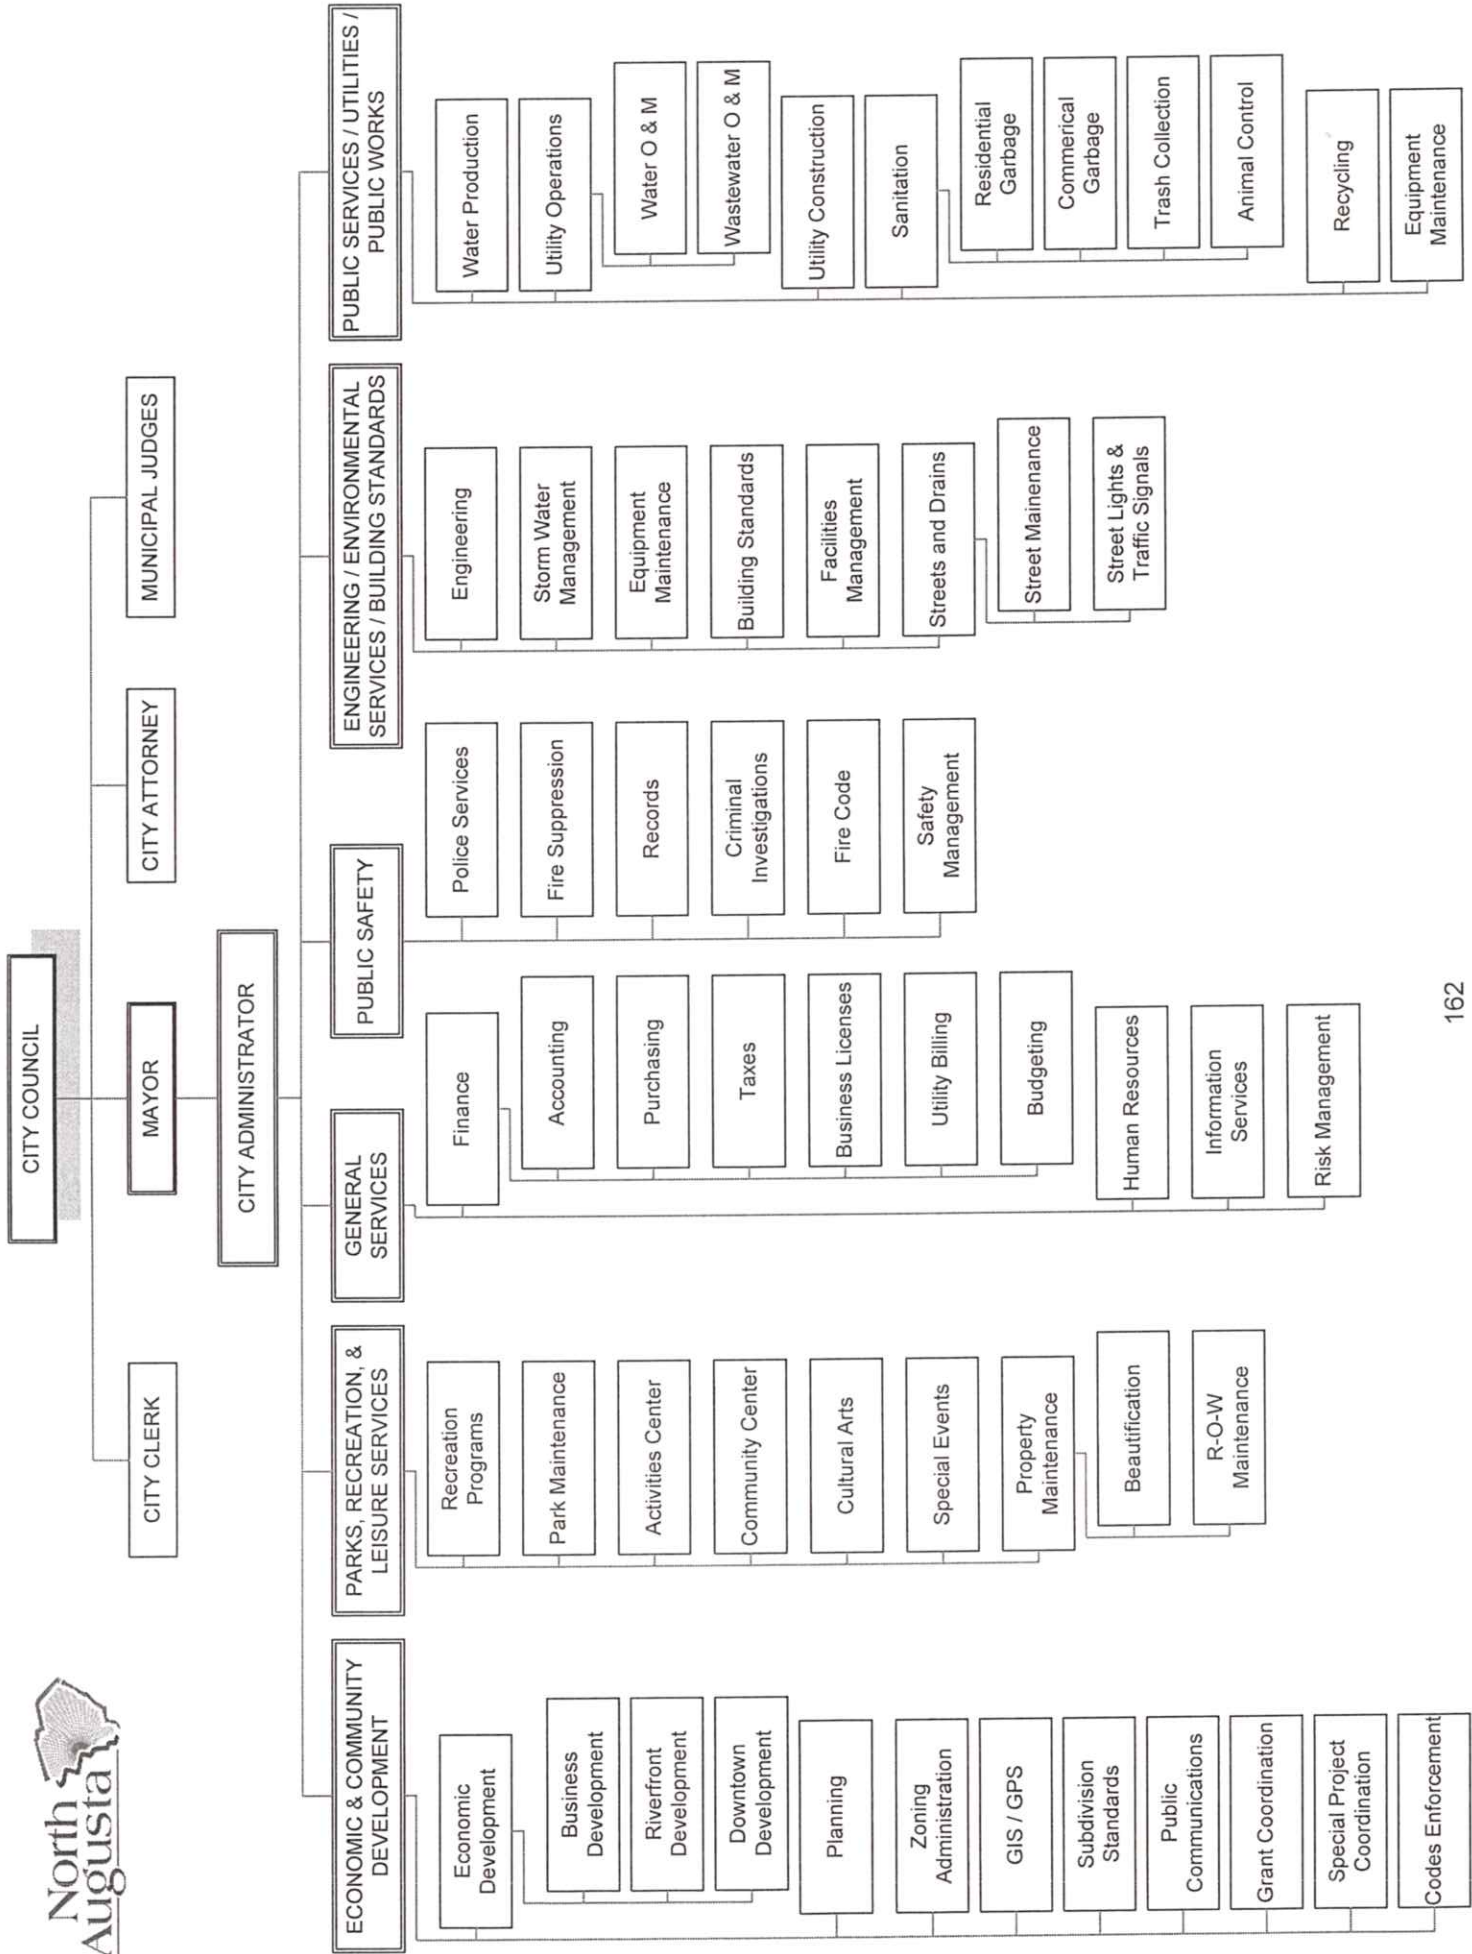 North
Augusta
CITY COUNCIL
CITY CLERK
MAYOR
CITY ATTORNEY
MUNICIPAL JUDGES
CITY ADMINISTRATOR
ECONOMIC & COMMUNITY
DEVELOPMENT
Economic
Development
Business
Development
Riverfront
Development
Downtown
Development
Planning
Zoning
Administration
GIS / GPS
Subdivision
Standards
Public
Communications
Grant Coordination
Special Project
Coordination
Codes Enforcement
PARKS, RECREATION, &
LEISURE SERVICES
Recreation
Programs
Park Maintenance
Activities Center
Community Center
Cultural Arts
Special Events
Property
Maintenance
Beautification
R-O-W
Maintenance
GENERAL
SERVICES
Finance
Accounting
Purchasing
Taxes
Business Licenses
Utility Billing
Budgeting
Human Resources
Information
Services
Risk Management
PUBLIC SAFETY
Police Services
Fire Suppression
Records
Criminal
Investigations
Fire Code
Safety
Management
ENGINEERING / ENVIRONMENTAL
SERVICES / BUILDING STANDARDS
Engineering
Storm Water
Management
Equipment
Maintenance
Building Standards
Facilities
Management
Streets and Drains
Street Mainenance
Street Lights &
Traffic Signals
PUBLIC SERVICES / UTILITIES /
PUBLIC WORKS
Water Production
Utility Operations
Water O & M
Wastewater O & M
Utility Construction
Sanitation
Residential
Garbage
Commerical
Garbage
Trash Collection
Animal Control
Recycling
Equipment
Maintenance
162